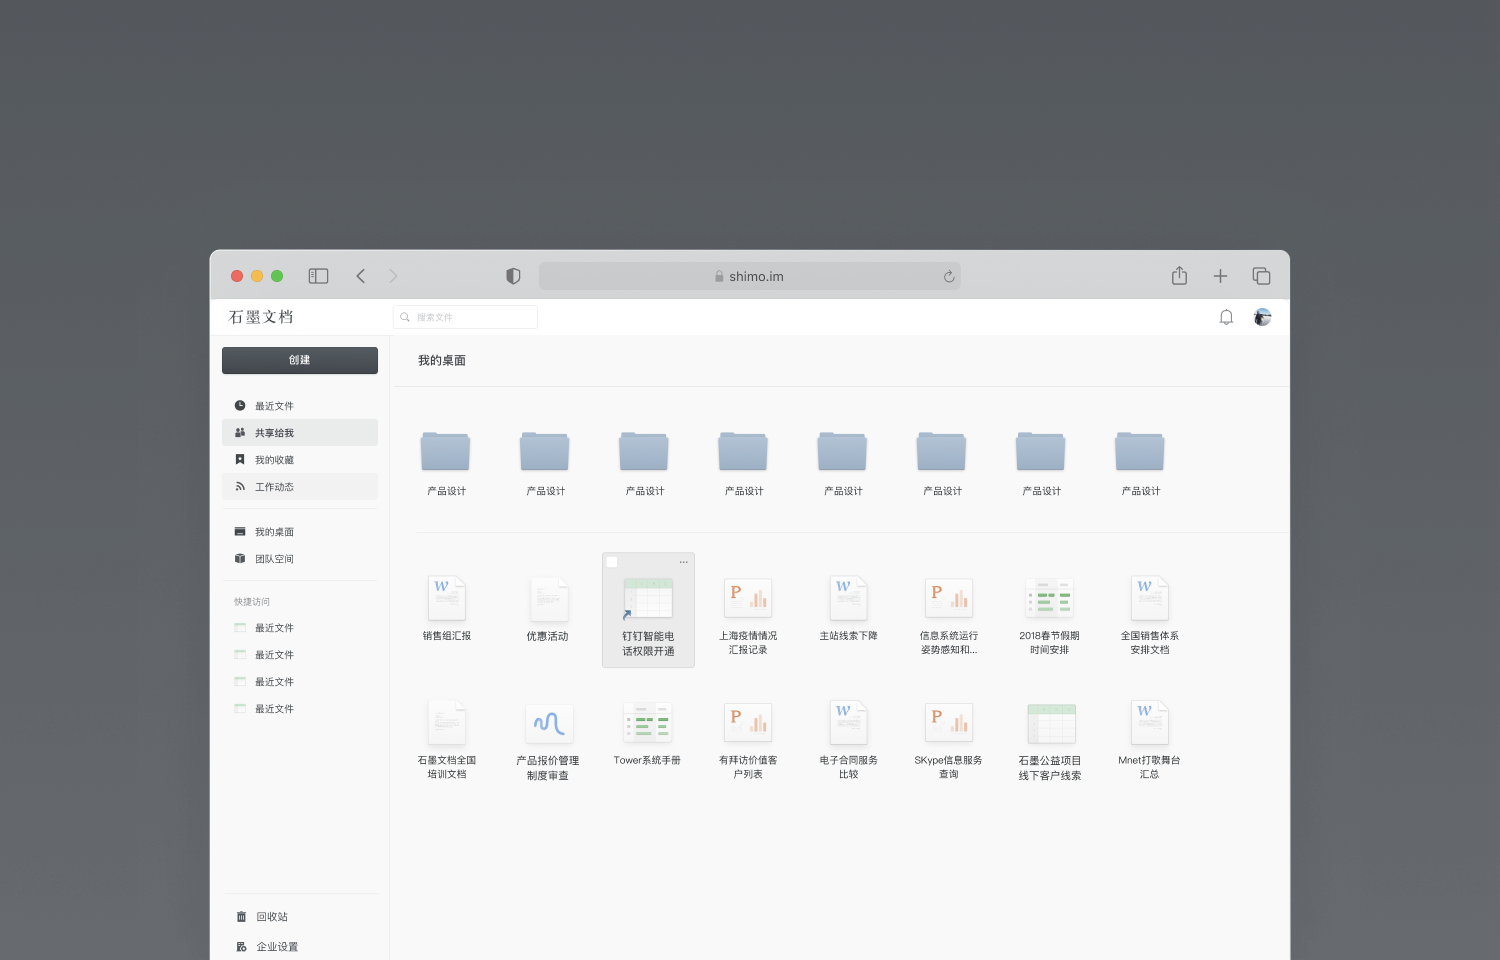 shimo.im
石墨文档
搜索文件
创建
最近文件
共享给我
我的收藏
工作动态
我的桌面
团队空间
快捷访问
最近文件
最近文件
最近文件
最近文件
回收站
企业设置
我的桌面
产品设计
产品设计
产品设计
产品设计
产品设计
产品设计
产品设计
产品设计
W
销售组汇报
优惠活动
钉钉智能电
话权限开通
P
上海疫情情况
汇报记录
W
主站线索下降
P
信息系统运行
姿势感知和...
2018春节假期
时间安排
W
全国销售体系
安排文档
石墨文档全国
培训文档
产品报价管理
制度审查
Tower系统手册
P
有拜访价值客
户列表
W
电子合同服务
比较
P
SKype信息服务
查询
石墨公益项目
线下客户线索
W
Mnet打歌舞台
汇总